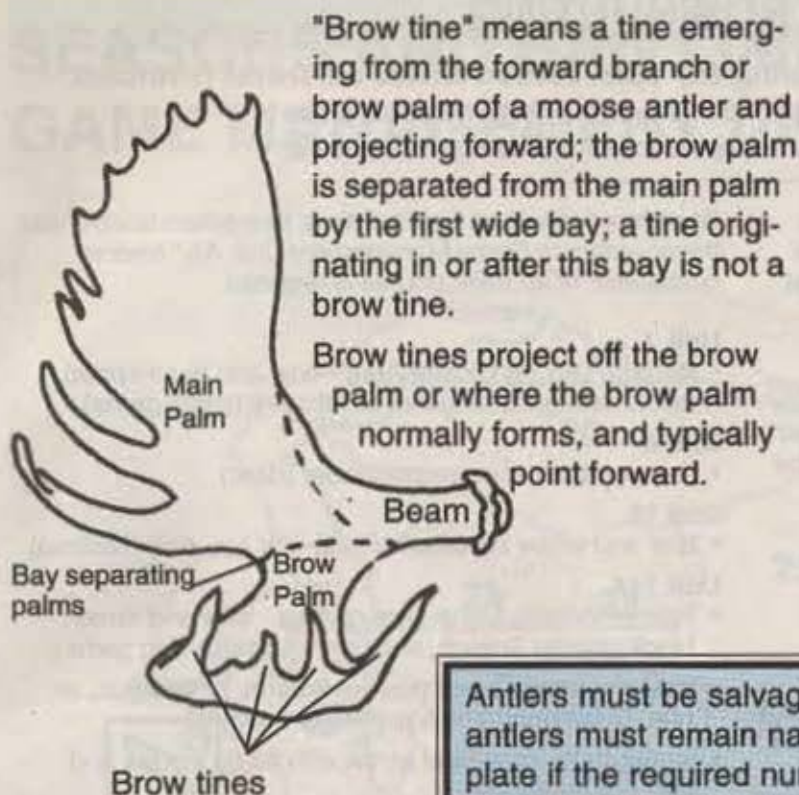 "Brow tine" means a tine emerg-
ing from the forward branch or
brow palm of a moose antler and
projecting forward; the brow palm
is separated from the main palm
by the first wide bay; a tine origi-
nating in or after this bay is not a
brow tine.
Brow tines project off the brow
palm or where the brow palm
normally forms, and typically
point forward.
Main
Palm
Beam
Bay separating
palms
Brow
Palm
Brow tines
Antlers must be salvag
antlers must remain na
plate if the required nu